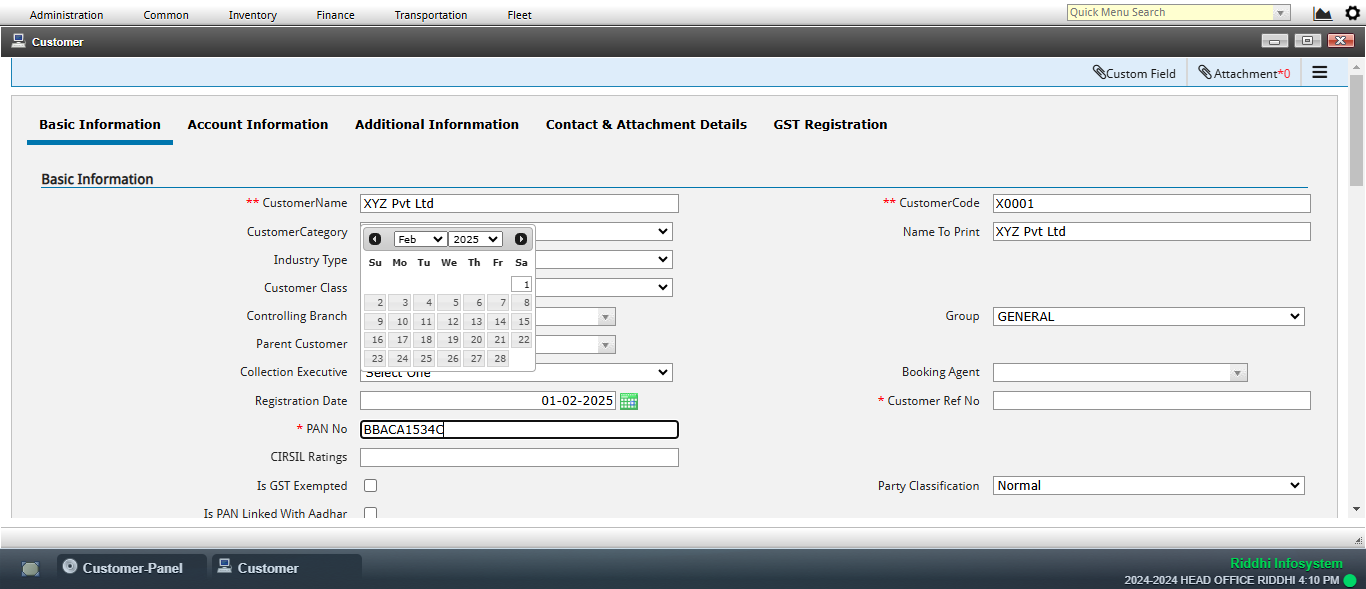 Administration Common Inventory Finance Transportation Fleet Quick Menu Search
Customer
Custom Field Attachment*0
Basic Information Account Information Additional Infornmation Contact & Attachment Details GST Registration
Basic Information
** CustomerName XYZ Pvt Ltd ** CustomerCode X0001
CustomerCategory Name To Print XYZ Pvt Ltd
Feb 2025
Industry Type
Su Mo Tu We Th Fr Sa
Customer Class
1
2 3 4 5 6 7 8
Controlling Branch Group GENERAL
9 10 11 12 13 14 15
Parent Customer
16 17 18 19 20 21 22
23 24 25 26 27 28
Collection Executive Select One Booking Agent
Registration Date 01-02-2025 * Customer Ref No
* PAN No BBACA1534C
CIRSIL Ratings
Is GST Exempted Party Classification Normal
Is PAN Linked With Aadhar
Customer-Panel Customer
Riddhi Infosystem
2024-2024 HEAD OFFICE RIDDHI 4:10 PM